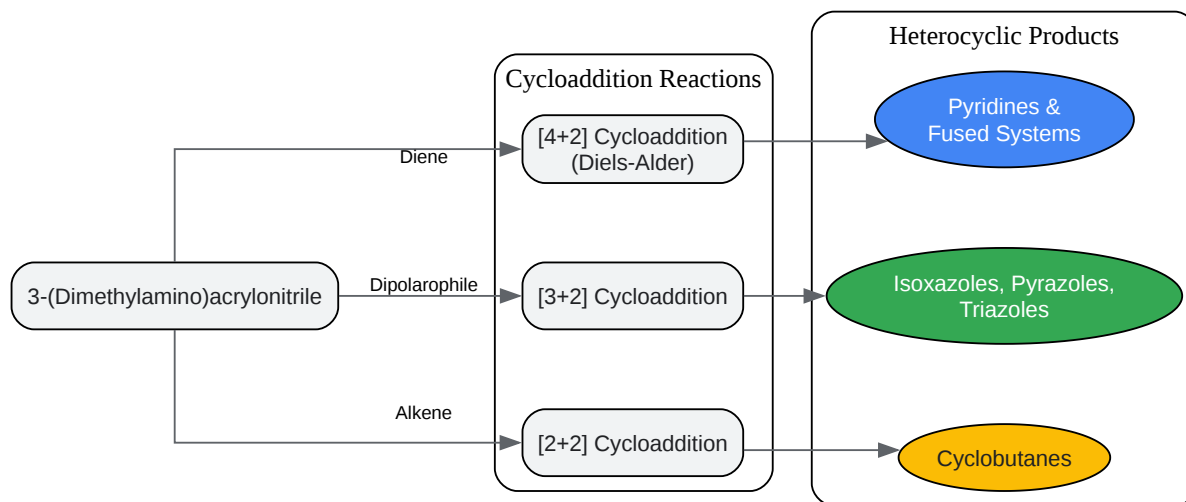 Heterocyclic Products
Cycloaddition Reactions
Pyridines &
Fused Systems
[4+2] Cycloaddition
(Diels-Alder)
Diene
3-(Dimethylamino)acrylonitrile
Dipolarophile
[3+2] Cycloaddition
Isoxazoles, Pyrazoles,
Triazoles
Alkene
[2+2] Cycloaddition
Cyclobutanes